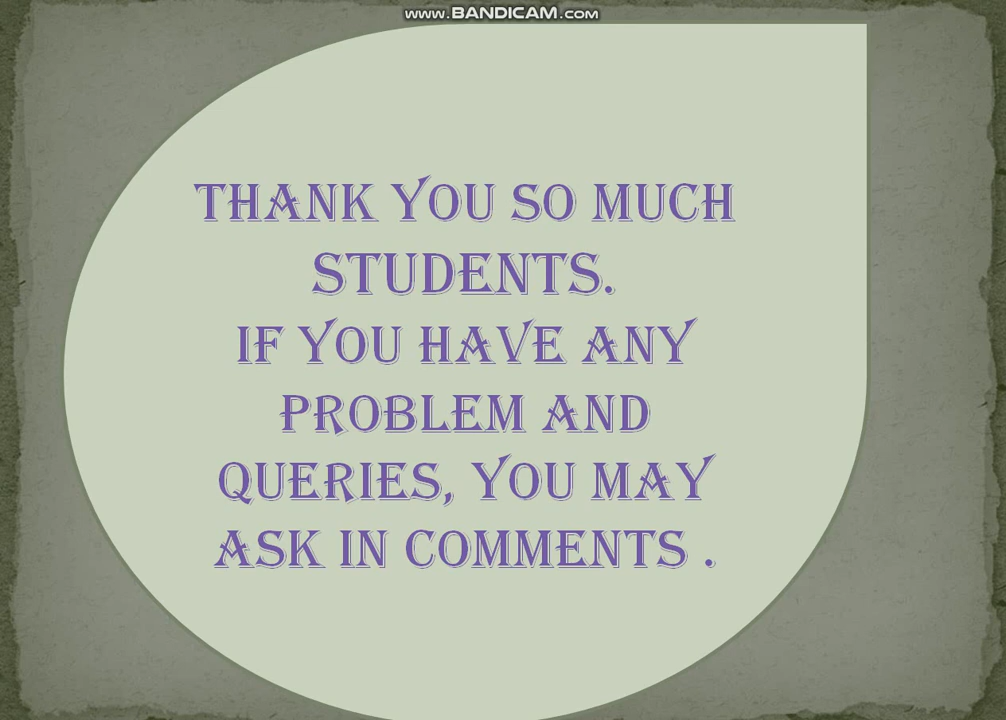 www.BANDICAM.com
THANK YOU SO MUCH
STUDENTS.
IF YOU HAVE ANY
PROBLEM AND
QUERIES, YOU MAY
ASK IN COMMENTS .